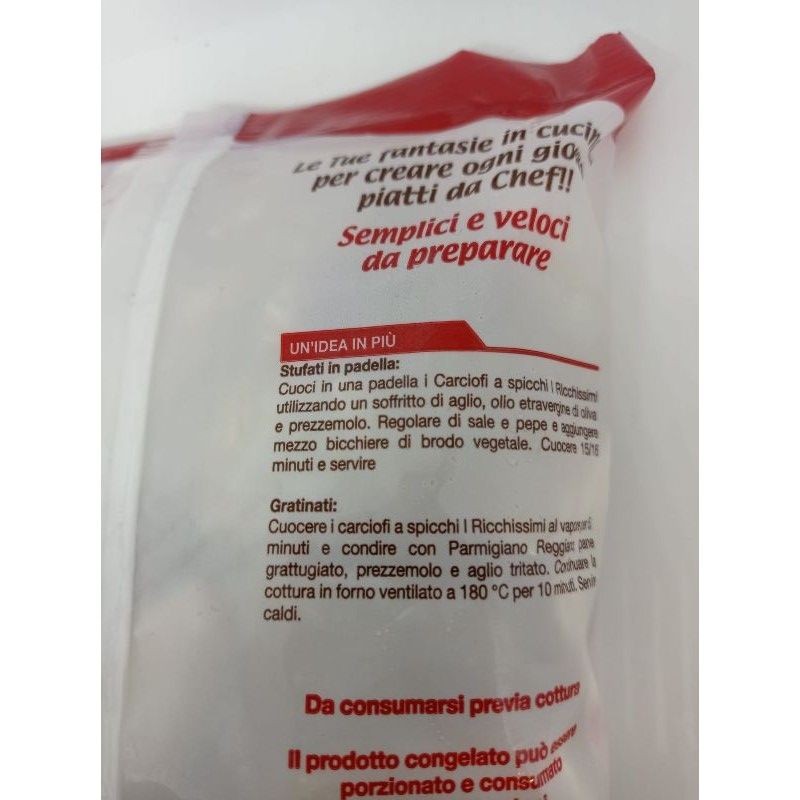 Le Tue fantasie in cucina
per creare ogni gio
piatti da Chef!!
Semplici e veloci
da preparare
UN'IDEA IN PIÙ
Stufati in padella:
Cuoci in una padella i Carciofi a spicchi I Ricchissimi
utilizzando un soffritto di aglio, olio etravergine di oliva
e prezzemolo. Regolare di sale e pepe e aggiungere
mezzo bicchiere di brodo vegetale. Cuocere 15/16
minuti e servire
Gratinati:
Cuocere i carciofi a spicchi I Ricchissimi al vapore per 5
minuti e condire con Parmigiano Reggiano pane
grattugiato, prezzemolo e aglio tritato. Continuare la
cottura in forno ventilato a 180 °C per 10 minuti. Servire
caldi.
Da consumarsi previa cottura
Il prodotto congelato può essere
porzionato e consumato